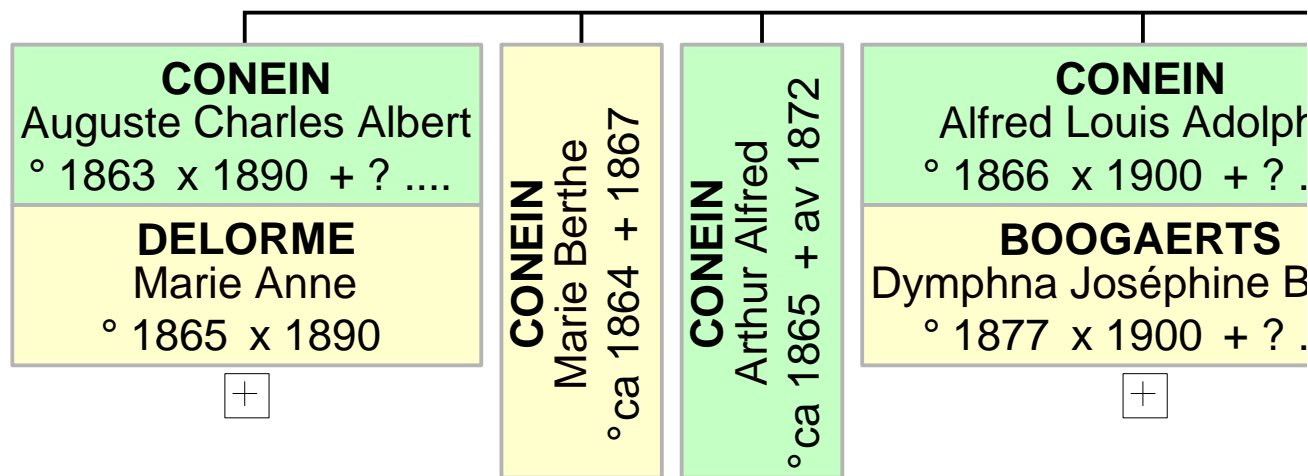 CONEIN
Auguste Charles Albert
° 1863 x 1890 + ? ....
DELORME
Marie Anne
° 1865 x 1890
CONEIN
Marie Berthe
°ca 1864 + 1867
CONEIN
Arthur Alfred
°ca 1865 + av 1872
CONEIN
Alfred Louis
° 1866 x 1900 + ? .
BOOGAERTS
Dymphna Joséphine B
° 1877 x 1900 + ? .